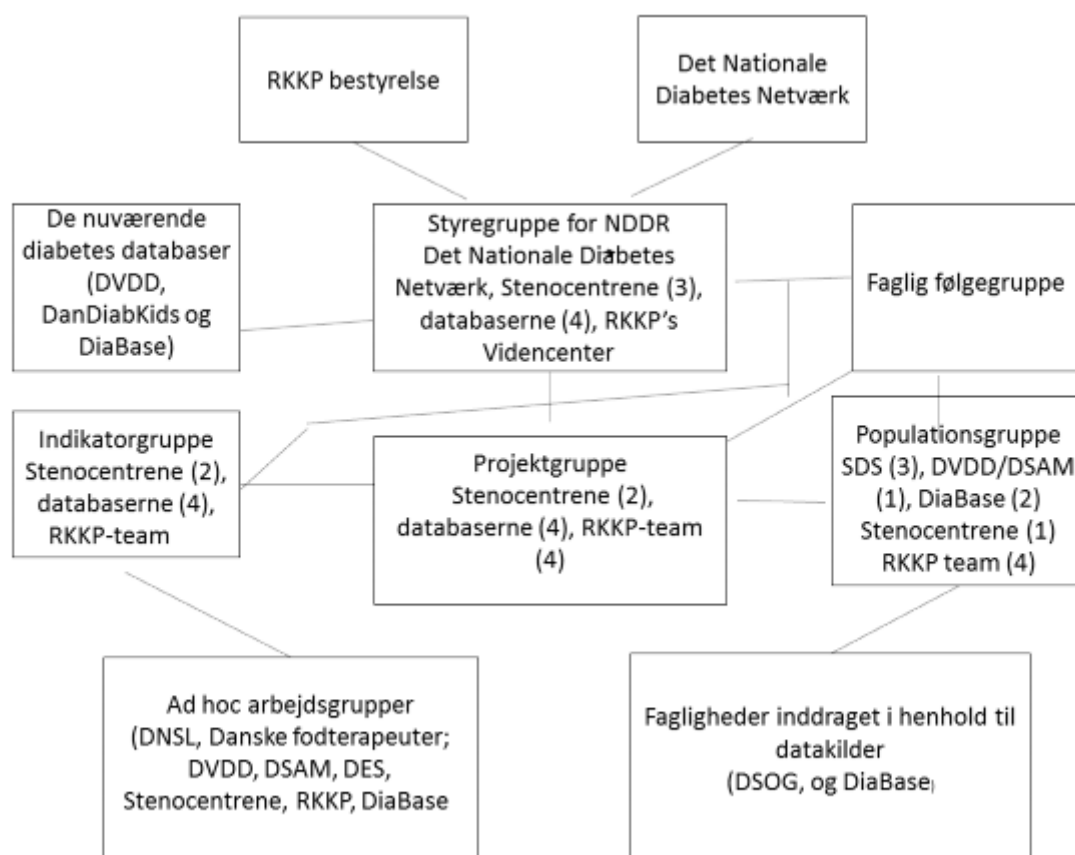 RKKP bestyrelse
Det Nationale
Diabetes Netværk
De nuværende
diabetes databaser
(DVDD,
DanDiabKids og
DiaBase)
Styregruppe for NDDR
Det Nationale Diabetes
Netværk, Stenocentrene (3),
databaserne (4), RKKP's
Videncenter
Faglig følgegruppe
Indikatorgruppe
Stenocentrene (2),
databaserne (4),
RKKP-team
Projektgruppe
Stenocentrene (2),
databaserne (4), RKKP-team
(4)
Populationsgruppe
SDS (3), DVDD/DSAM
(1), DiaBase (2)
Stenocentrene (1)
RKKP team (4)
Ad hoc arbejdsgrupper
(DNSL, Danske fodterapeuter;
DVDD, DSAM, DES,
Stenocentrene, RKKP, DiaBase
Fagligheder inddraget i henhold til
datakilder
(DSOG, og DiaBase)